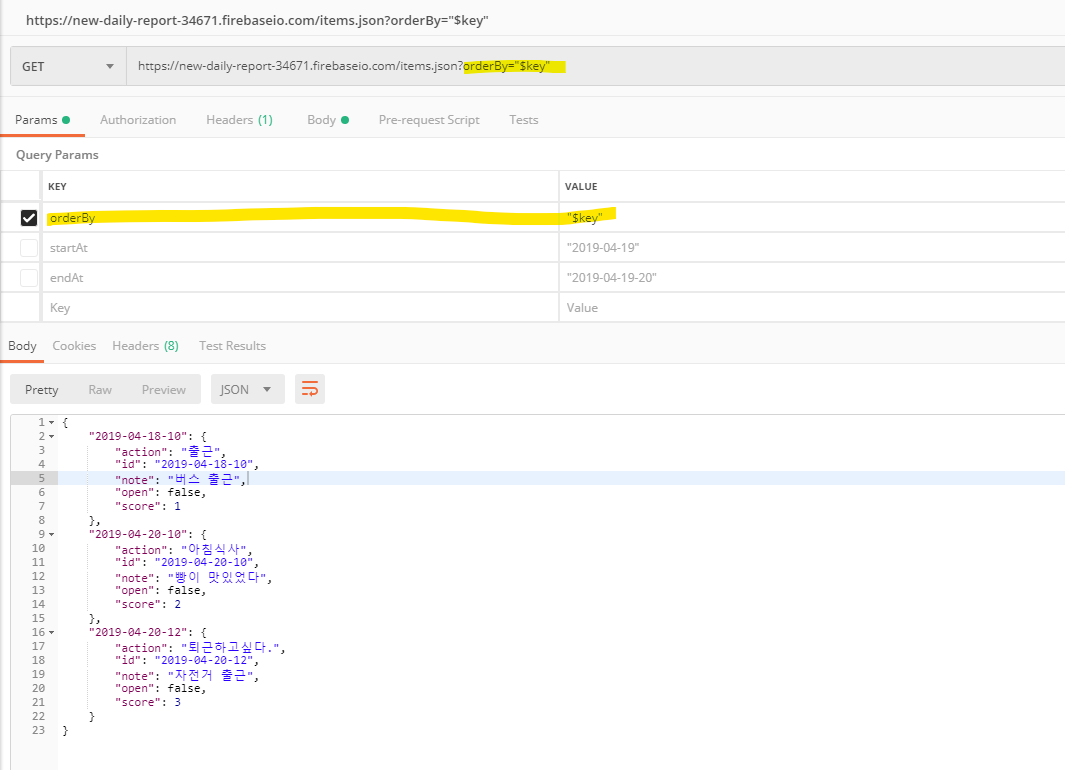 https://new-daily-report-34671.firebaseio.com/items.json?orderBy="$key"
GET https://new-daily-report-34671.firebaseio.com/items.json?orderBy="$key"
Params Authorization Headers (1) Body Pre-request Script Tests
Query Params
KEY VALUE
orderBy "$key"
startAt "2019-04-19"
endAt "2019-04-19-20"
Key Value
Body Cookies Headers (8) Test Results
Pretty Raw Preview JSON
1 {
2 "2019-04-18-10": {
3 "action": "출근",
4 "id": "2019-04-18-10",
5 "note": "버스 출근",
6 "open": false,
7 "score": 1
8 },
9 "2019-04-20-10": {
10 "action": "아침식사",
11 "id": "2019-04-20-10",
12 "note": "빵이 맛있었다",
13 "open": false,
14 "score": 2
15 },
16 "2019-04-20-12": {
17 "action": "퇴근하고싶다.",
18 "id": "2019-04-20-12",
19 "note": "자전거 출근",
20 "open": false,
21 "score": 3
22 }
23 }